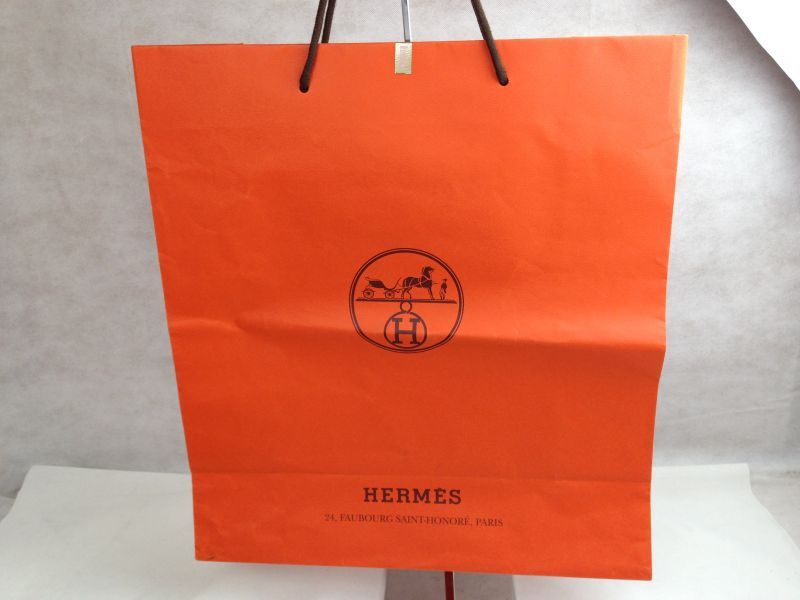 H
HERMÈS
24, FAUBOURG SAINT-HONORÉ, PARIS